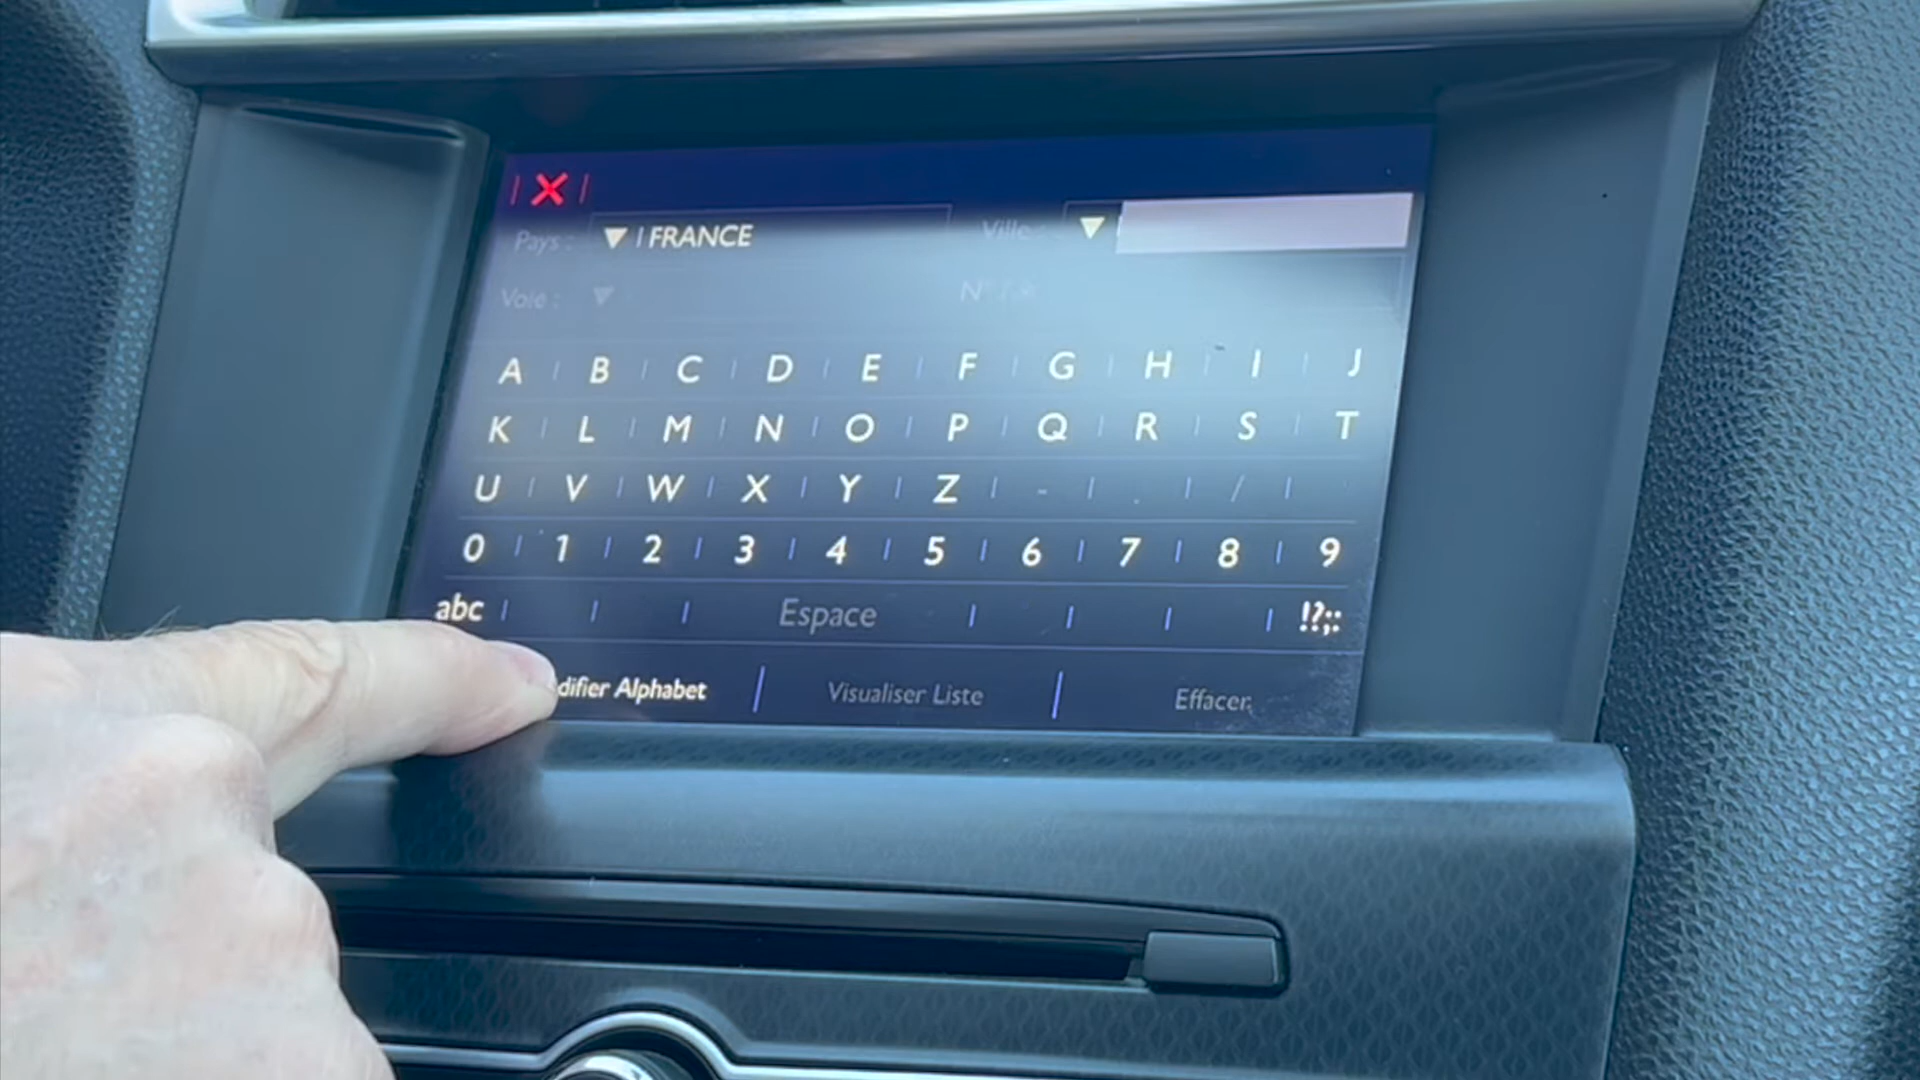 X
Pays : ▼ FRANCE Ville : ▼
Voie : ▼
A B C D E F G H I J
K L M N O P Q R S T
U V W X Y Z - . /
0 1 2 3 4 5 6 7 8 9
abc Espace !?;:
difier Alphabet Visualiser Liste Effacer